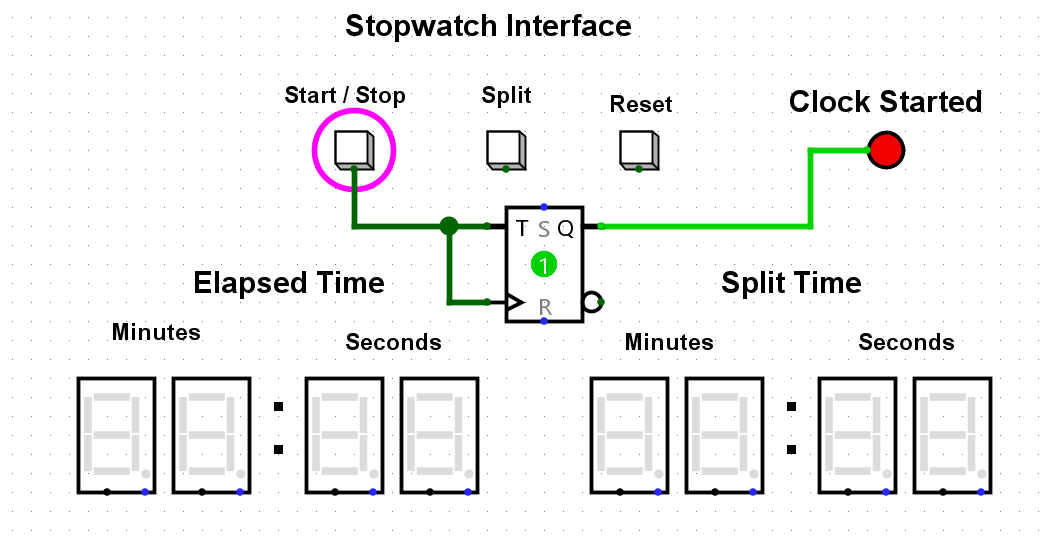 Stopwatch Interface
Start / Stop
Split
Reset
Clock Started
T S Q
1
R
Elapsed Time
Split Time
Minutes
Seconds
Minutes
Seconds
: :